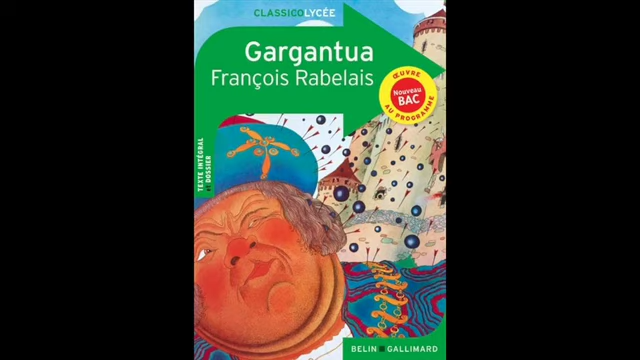 CLASSICOLYCÉE
Gargantua
François Rabelais
ŒUVRE
Nouveau
BAC
AU PROGRAMME
TEXTE INTÉGRAL
+ DOSSIER
BELIN GALLIMARD